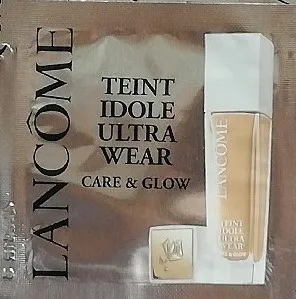 LANCÔME
TEINT
IDOLE
ULTRA
WEAR
CARE & GLOW
LANCÔME
TEINT
IDOLE
ULTRA
WEAR
CARE & GLOW